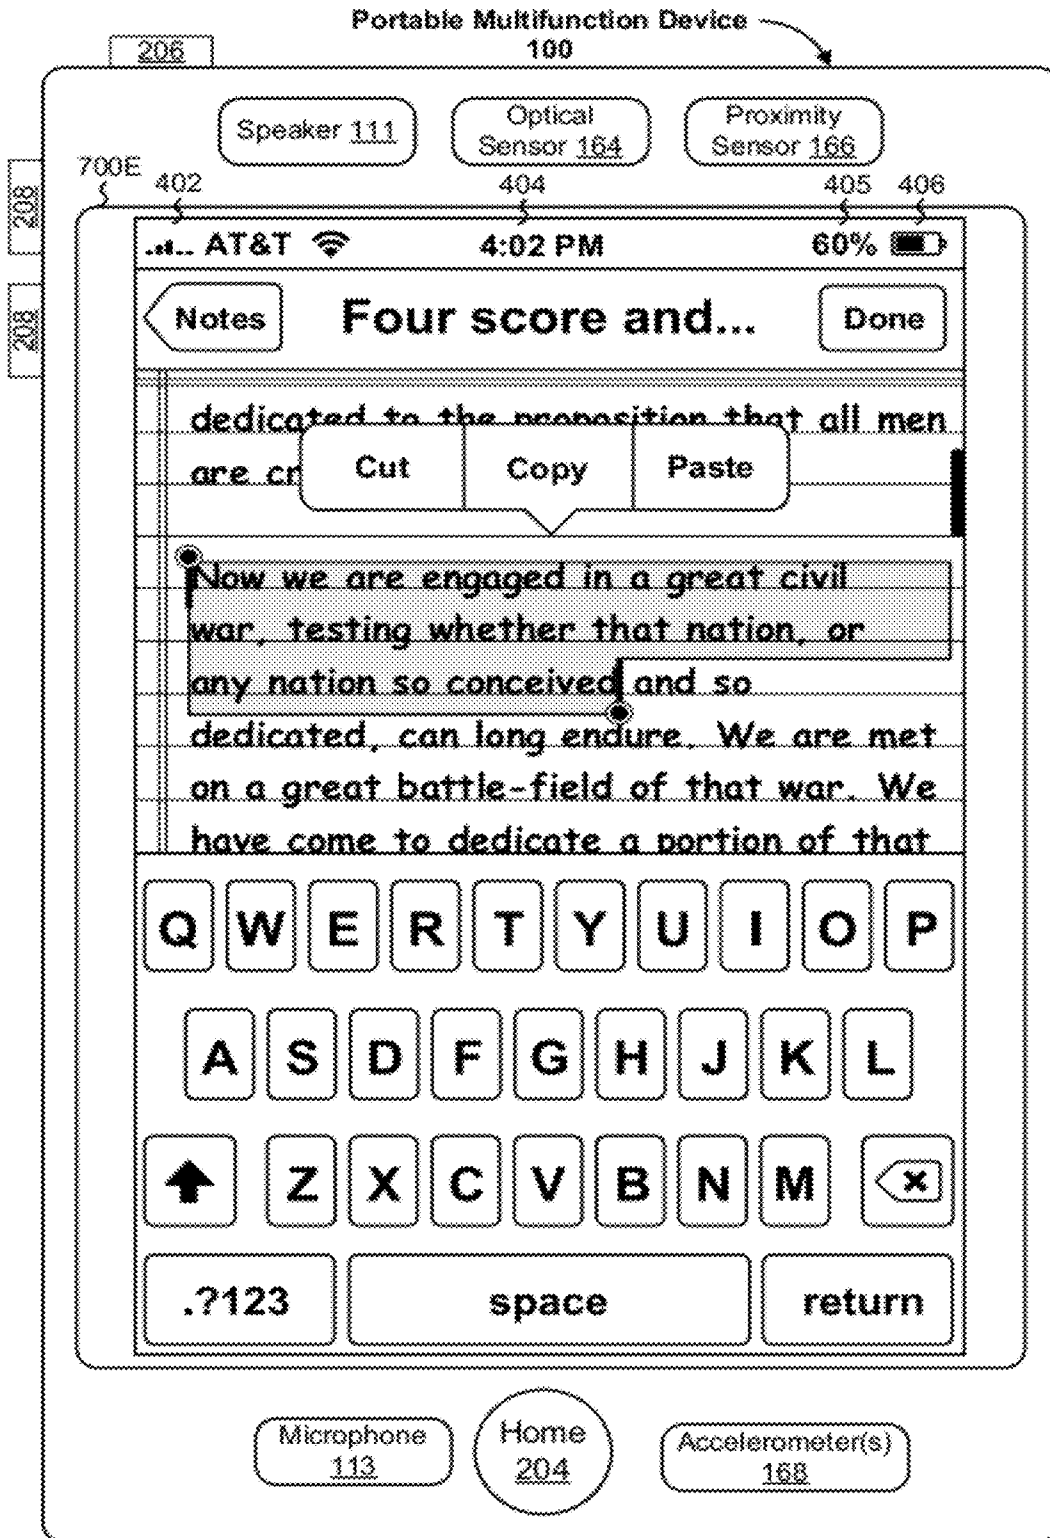 Portable Multifunction Device
100
206
Speaker 111
Optical
Sensor 164
Proximity
Sensor 166
208
208
700E
402
404
405
406
AT&T
4:02 PM
60%
Notes
Four score and...
Done
dedicated to the proposition that all men
are cr
Cut
Copy
Paste
Now we are engaged in a great civil
war, testing whether that nation, or
any nation so conceived and so
dedicated, can long endure. We are met
on a great battle-field of that war. We
have come to dedicate a portion of that
Q W E R T Y U I O P
A S D F G H J K L
Z X C V B N M
.?123
space
return
Microphone
113
Home
204
Accelerometer(s)
168